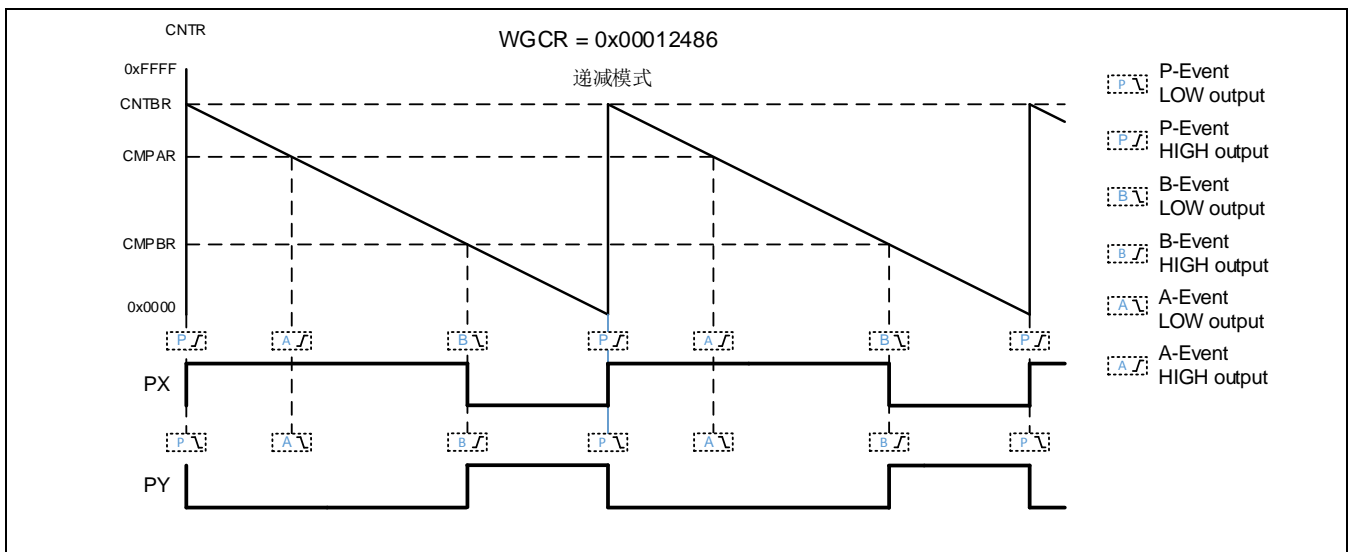 CNTR
WGCR = 0x00012486
递减模式
0xFFFF
CNTBR
CMPAR
CMPBR
0x0000
P A B P A B P
PX
P A B P A B P
PY
P P-Event
LOW output
P P-Event
HIGH output
B B-Event
LOW output
B B-Event
HIGH output
A A-Event
LOW output
A A-Event
HIGH output